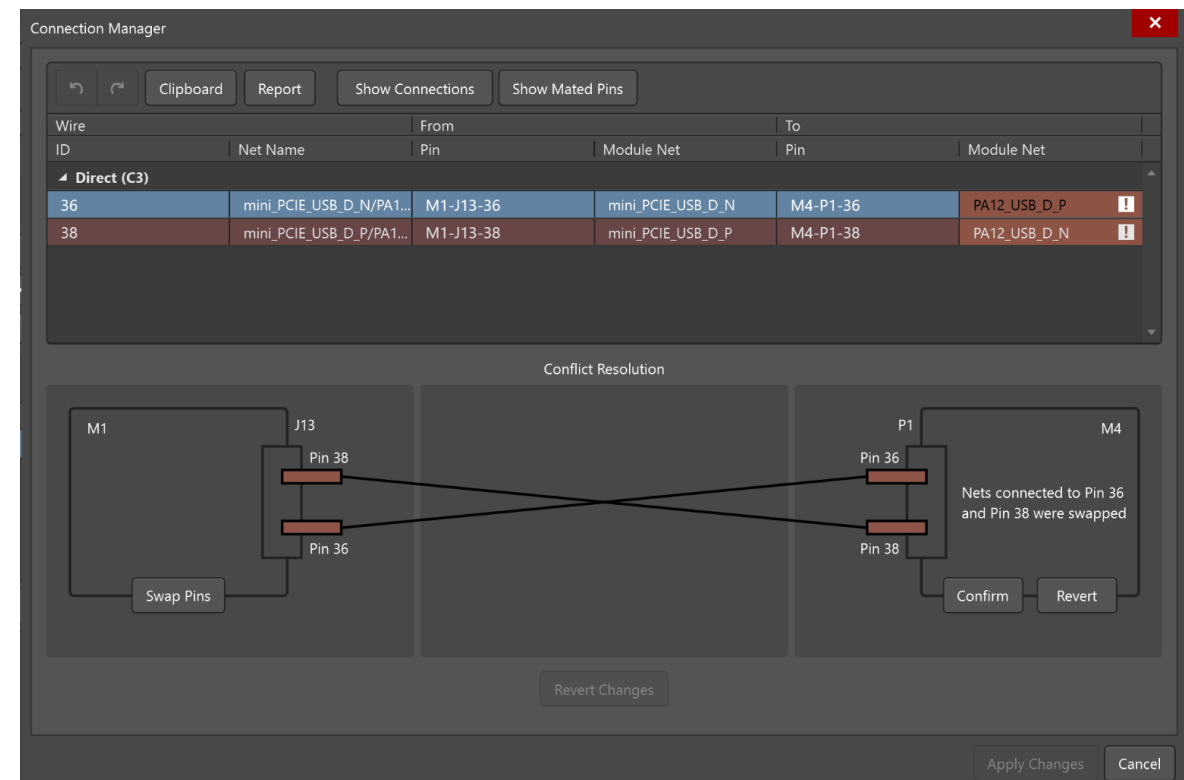 Connection Manager
Clipboard Report Show Connections Show Mated Pins
Wire From To
ID Net Name Pin Module Net Pin Module Net
Direct (C3)
36 mini_PCIE_USB_D_N/PA1... M1-J13-36 mini_PCIE_USB_D_N M4-P1-36 PA12_USB_D_P !
38 mini_PCIE_USB_D_P/PA1... M1-J13-38 mini_PCIE_USB_D_P M4-P1-38 PA12_USB_D_N !
Conflict Resolution
M1 J13 P1 M4
Pin 38 Pin 36
Nets connected to Pin 36
and Pin 38 were swapped
Pin 36 Pin 38
Swap Pins Confirm Revert
Revert Changes
Apply Changes Cancel